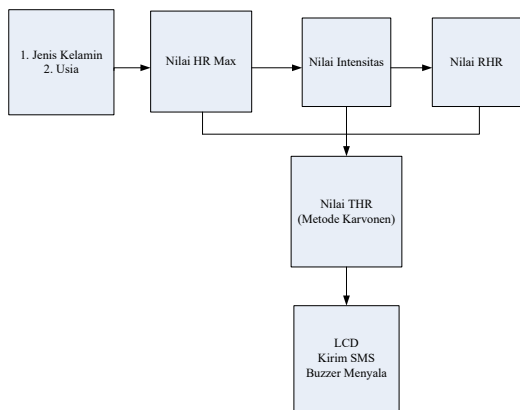 1. Jenis Kelamin
2. Usia
Nilai HR Max
Nilai Intensitas
Nilai RHR
Nilai THR
(Metode Karvonen)
LCD
Kirim SMS
Buzzer Menyala